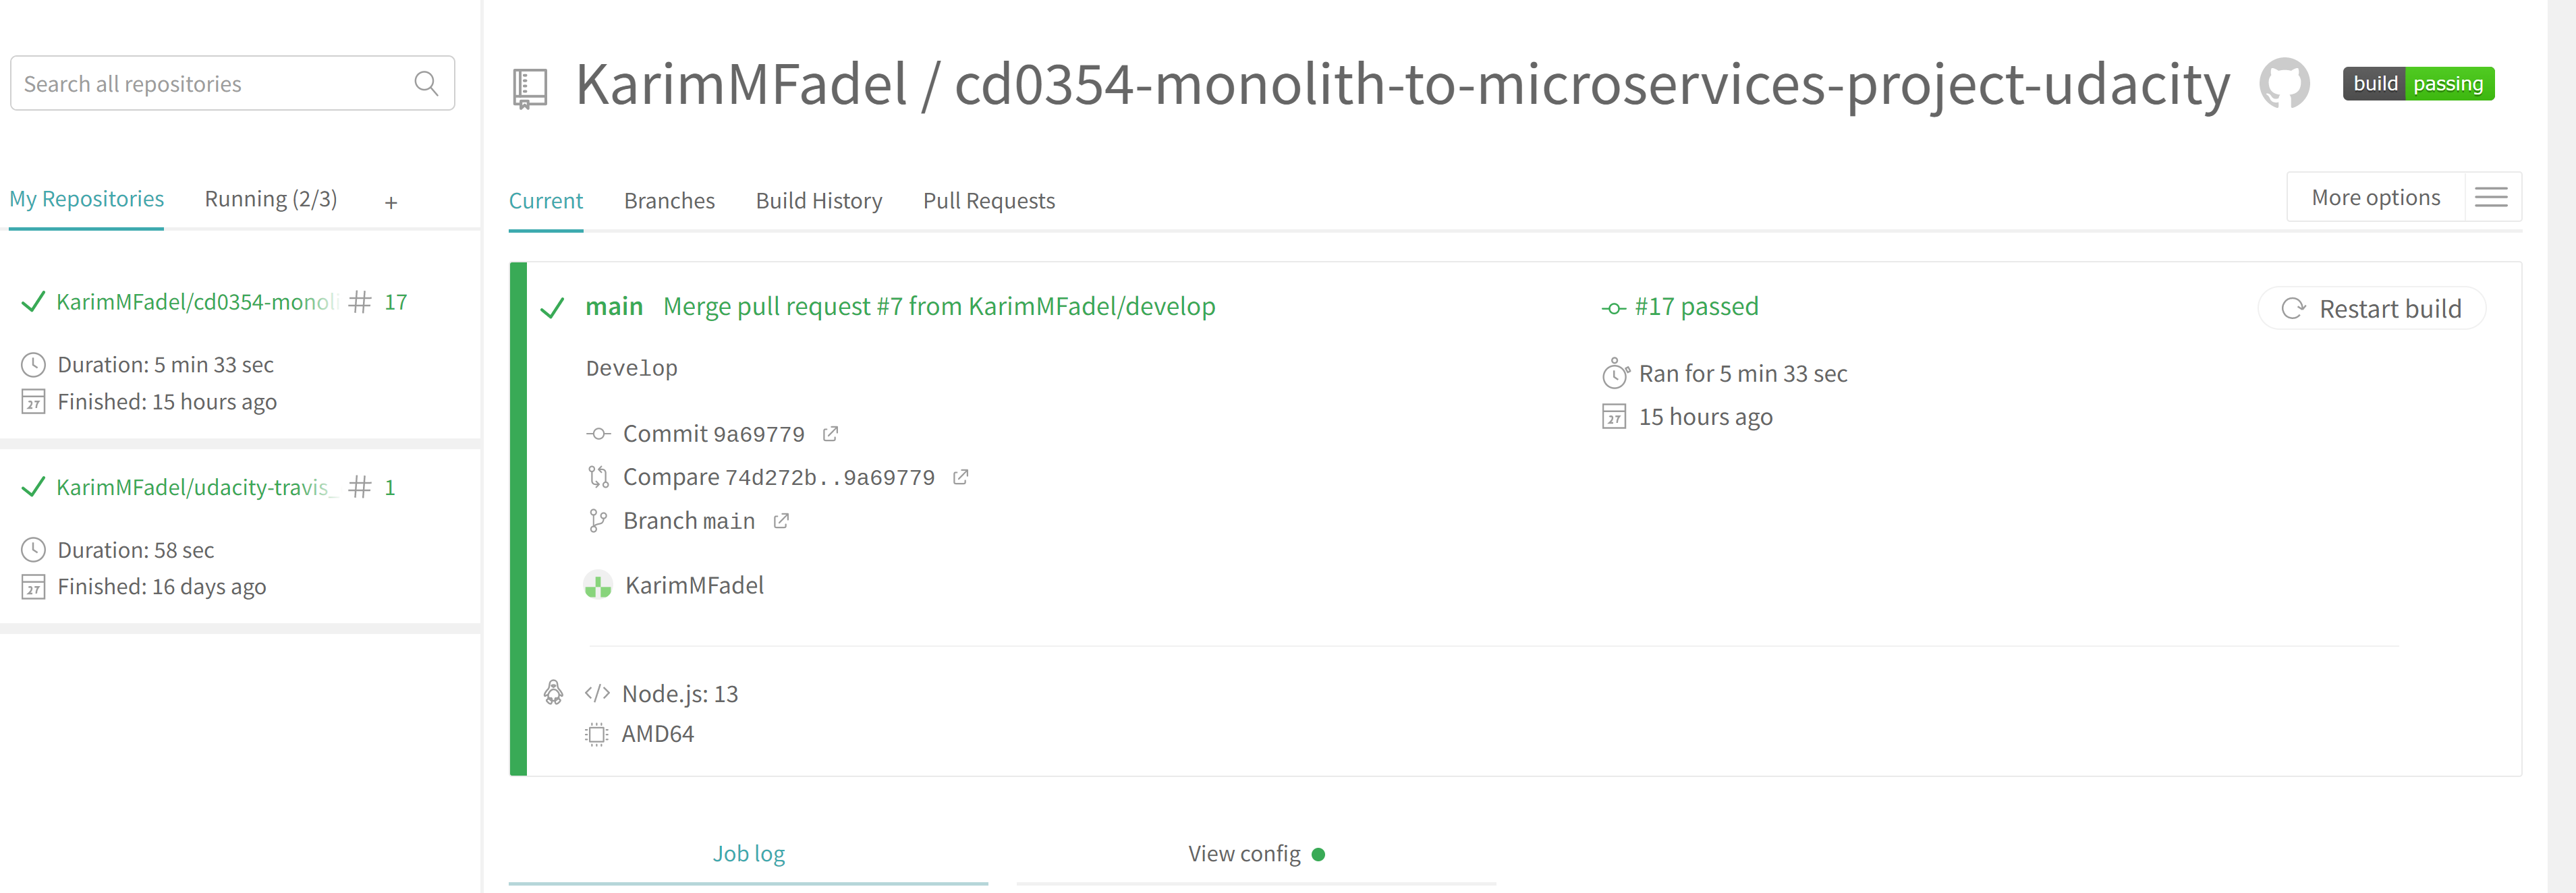 Search all repositories
My Repositories Running (2/3) +
KarimMFadel/cd0354-monoli # 17
Duration: 5 min 33 sec
27 Finished: 15 hours ago
KarimMFadel/udacity-travis_ # 1
Duration: 58 sec
27 Finished: 16 days ago
KarimMFadel / cd0354-monolith-to-microservices-project-udacity build passing
Current Branches Build History Pull Requests More options
main Merge pull request #7 from KarimMFadel/develop
Develop
Commit 9a69779
Compare 74d272b..9a69779
Branch main
KarimMFadel
#17 passed
Ran for 5 min 33 sec
27 15 hours ago
Restart build
</> Node.js: 13
AMD64
Job log View config